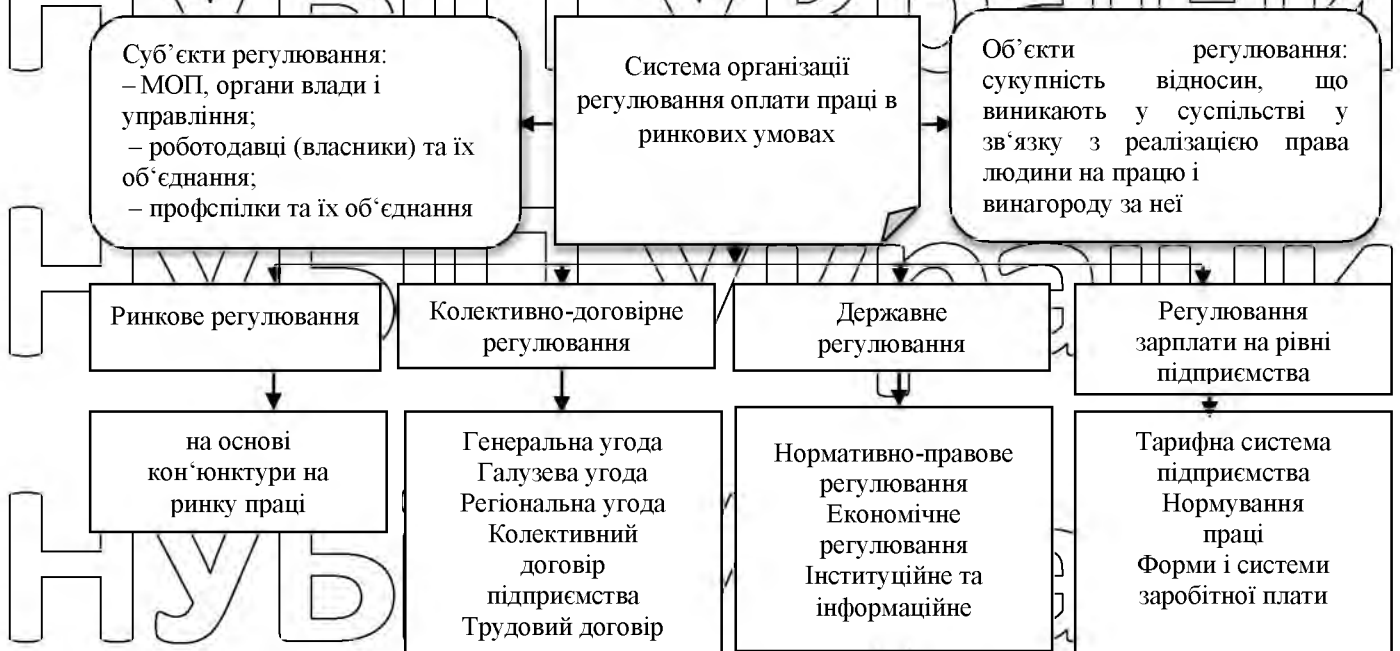 Суб’єкти регулювання:
– МОП, органи влади і
управління;
– роботодавці (власники) та їх
об‘єднання;
– профспілки та їх об‘єднання
Система організації
регулювання оплати праці в
ринкових умовах
Об’єкти регулювання:
сукупність відносин, що
виникають у суспільстві у
зв‘язку з реалізацією права
людини на працю і
винагороду за неї
Ринкове регулювання
Колективно-договірне
регулювання
Державне
регулювання
Регулювання
зарплати на рівні
підприємства
на основі
кон‘юнктури на
ринку праці
Генеральна угода
Галузева угода
Регіональна угода
Колективний
договір
підприємства
Трудовий договір
Нормативно-правове
регулювання
Економічне
регулювання
Інституційне та
інформаційне
Тарифна система
підприємства
Нормування
праці
Форми і системи
заробітної плати